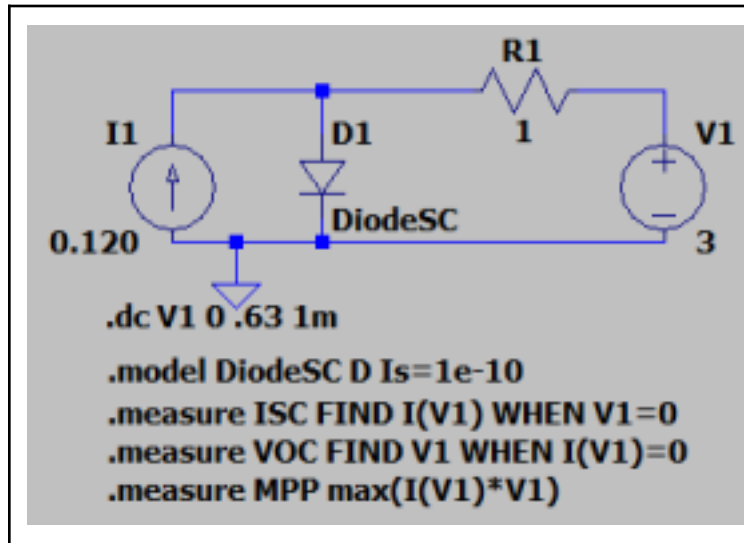 R1
I1
D1
V1
1
DiodeSC
0.120
3
.dc V1 0 .63 1m
.model DiodeSC D Is=1e-10
.measure ISC FIND I(V1) WHEN V1=0
.measure VOC FIND V1 WHEN I(V1)=0
.measure MPP max(I(V1)*V1)